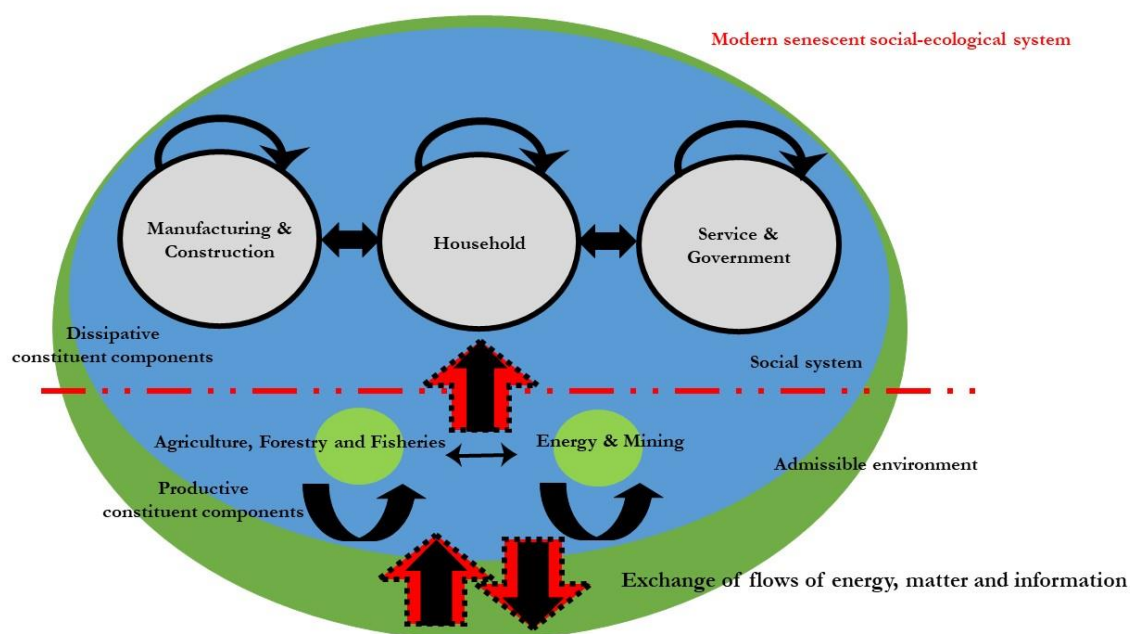 Modern senescent social-ecological system
Manufacturing &
Construction
Household
Service &
Government
Dissipative
constituent components
Social system
Agriculture, Forestry and Fisheries
Energy & Mining
Admissible environment
Productive
constituent components
Exchange of flows of energy, matter and information